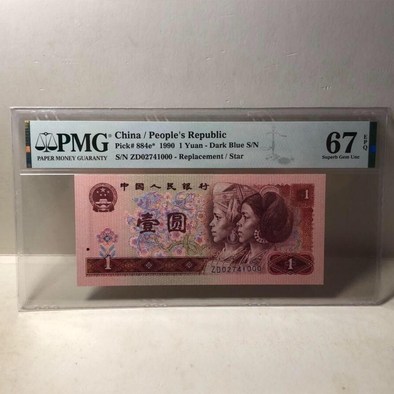 PMG
PAPER MONEY GUARANTY
China / People's Republic
Pick# 884e* 1990 1 Yuan - Dark Blue S/N
S/N ZD02741000 - Replacement / Star
67 EPQ
Superb Gem Unc
中国人民银行
1
壹圆
ZD02741000
1
1